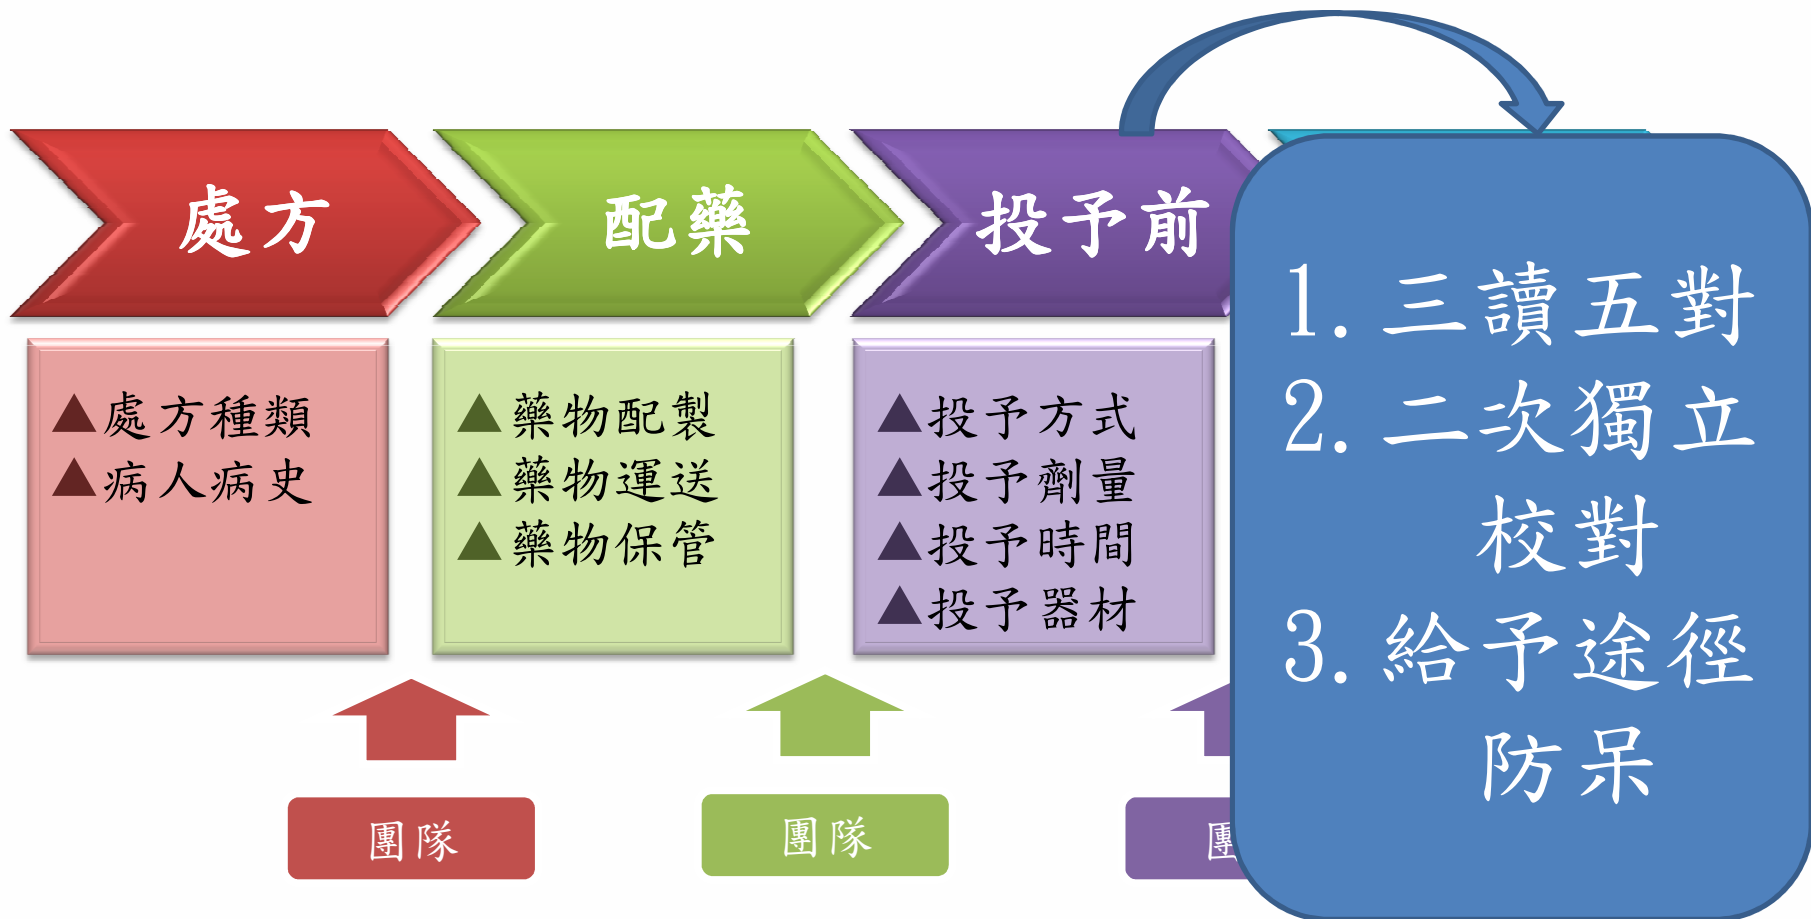 處方
配藥
投予前
▲處方種類
▲病人病史
▲藥物配製
▲藥物運送
▲藥物保管
▲投予方式
▲投予劑量
▲投予時間
▲投予器材
1.三讀五對
2.二次獨立
校對
3.給予途徑
防呆
團隊
團隊